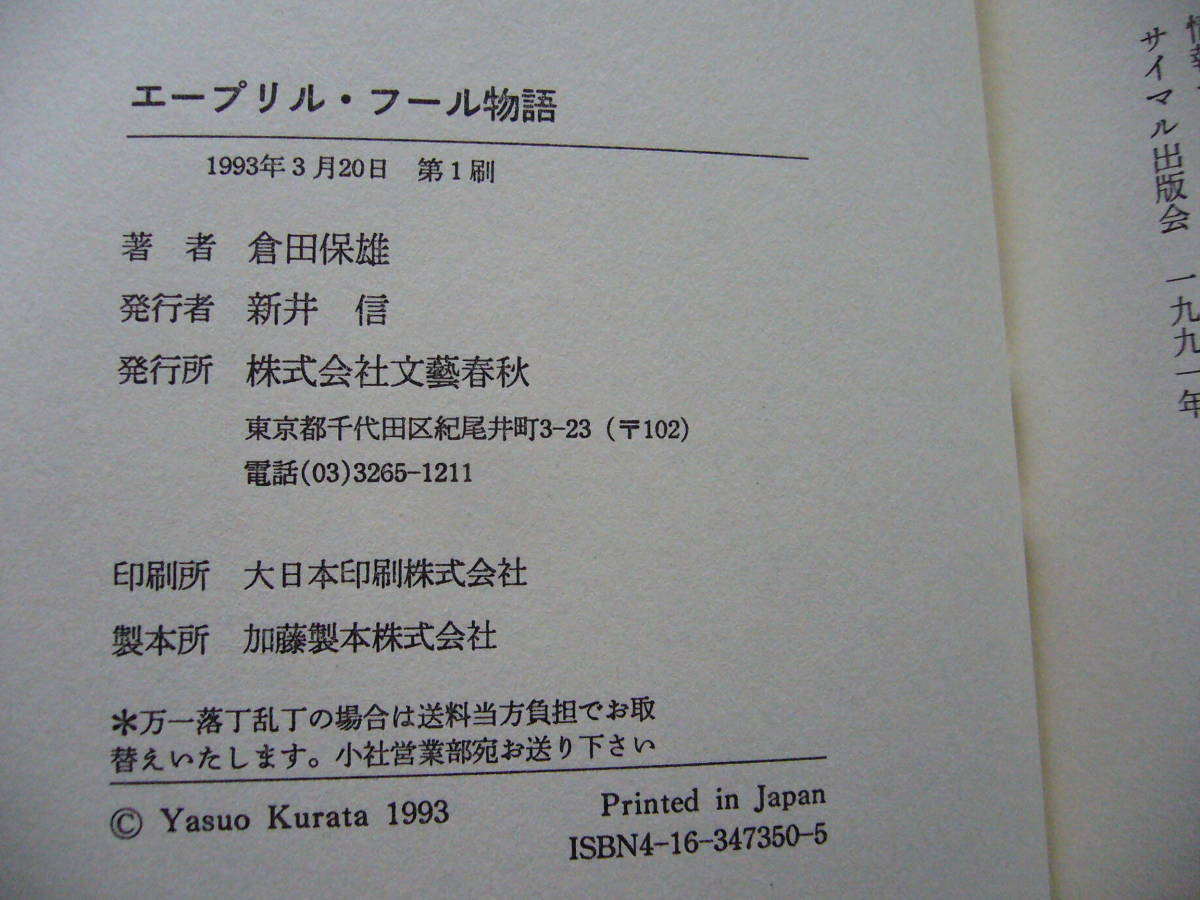 エープリル・フール物語
1993年3月20日　第1刷
著　者　倉田保雄
発行者　新井　信
発行所　株式会社文藝春秋
東京都千代田区紀尾井町3-23（〒102）
電話(03)3265-1211
印刷所　大日本印刷株式会社
製本所　加藤製本株式会社
＊万一落丁乱丁の場合は送料当方負担でお取
替えいたします。小社営業部宛お送り下さい
© Yasuo Kurata 1993
Printed in Japan
ISBN4-16-347350-5
サイマル出版会　一九九一年